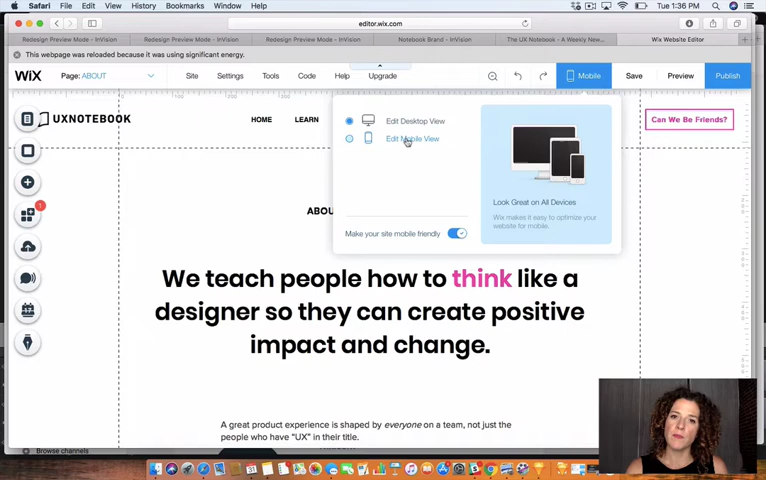 Safari File Edit View History Bookmarks Window Help
Tue 1:36 PM
editor.wix.com
Redesign Preview Mode - InVision
Redesign Preview Mode - InVision
Redesign Preview Mode - InVision
Notebook Brand - InVision
The UX Notebook - A Weekly New...
Wix Website Editor
This webpage was reloaded because it was using significant energy.
WiX
Page: ABOUT
Site Settings Tools Code Help Upgrade
Mobile
Save
Preview
Publish
UXNOTEBOOK
HOME LEARN
Can We Be Friends?
Edit Desktop View
Edit Mobile View
Look Great on All Devices
Wix makes it easy to optimize your
website for mobile.
Make your site mobile friendly
1
ABOU
We teach people how to think like a
designer so they can create positive
impact and change.
A great product experience is shaped by everyone on a team, not just the
people who have “UX” in their title.
Browse channels